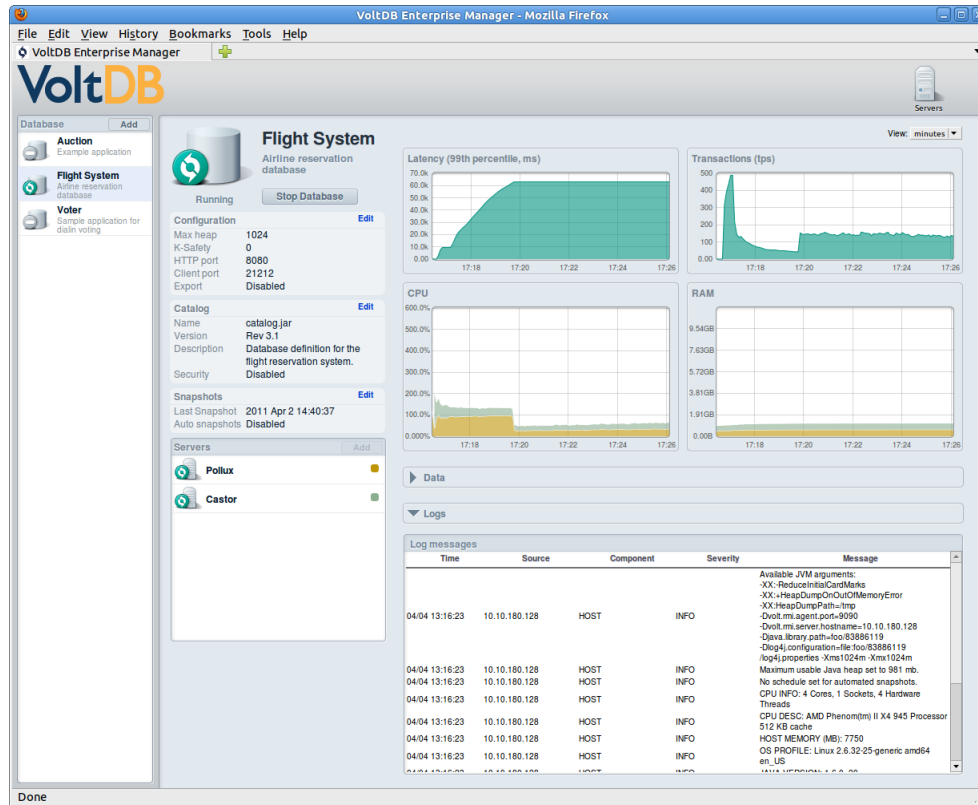 VoltDB Enterprise Manager - Mozilla Firefox
File Edit View History Bookmarks Tools Help
VoltDB Enterprise Manager
VoltDB
Servers
Database Add
Auction
Example application
Flight System
Airline reservation
database
Voter
Sample application for
dialin voting
Flight System
Airline reservation
database
Running
Stop Database
Configuration Edit
Max heap 1024
K-Safety 0
HTTP port 8080
Client port 21212
Export Disabled
Catalog Edit
Name catalog.jar
Version Rev 3.1
Description Database definition for the
flight reservation system.
Security Disabled
Snapshots Edit
Last Snapshot 2011 Apr 2 14:40:37
Auto snapshots Disabled
Servers Add
Pollux
Castor
View: minutes
Latency (99th percentile, ms)
70.0k
60.0k
50.0k
40.0k
30.0k
20.0k
10.0k
0.00
17:18 17:20 17:22 17:24 17:26
Transactions (tps)
500
400
300
200
100
0.00
17:18 17:20 17:22 17:24 17:26
CPU
600.0%
500.0%
400.0%
300.0%
200.0%
100.0%
0.000%
17:18 17:20 17:22 17:24 17:26
RAM
9.54GB
7.63GB
5.72GB
3.81GB
1.91GB
0.00B
17:18 17:20 17:22 17:24 17:26
Data
Logs
Log messages
Time Source Component Severity Message
Available JVM arguments:
-XX:-ReduceInitialCardMarks
-XX:+HeapDumpOnOutOfMemoryError
-XX:HeapDumpPath=/tmp
04/04 13:16:23 10.10.180.128 HOST INFO -Dvolt.rmi.agent.port=9090
-Dvolt.rmi.server.hostname=10.10.180.128
-Djava.library.path=foo/83886119
-Dlog4j.configuration=file:foo/83886119
/log4j.properties -Xms1024m -Xmx1024m
04/04 13:16:23 10.10.180.128 HOST INFO Maximum usable Java heap set to 981 mb.
04/04 13:16:23 10.10.180.128 HOST INFO No schedule set for automated snapshots.
04/04 13:16:23 10.10.180.128 HOST INFO CPU INFO: 4 Cores, 1 Sockets, 4 Hardware
Threads
04/04 13:16:23 10.10.180.128 HOST INFO CPU DESC: AMD Phenom(tm) II X4 945 Processor
512 KB cache
04/04 13:16:23 10.10.180.128 HOST INFO HOST MEMORY (MB): 7750
04/04 13:16:23 10.10.180.128 HOST INFO OS PROFILE: Linux 2.6.32-25-generic amd64
en_US
Done